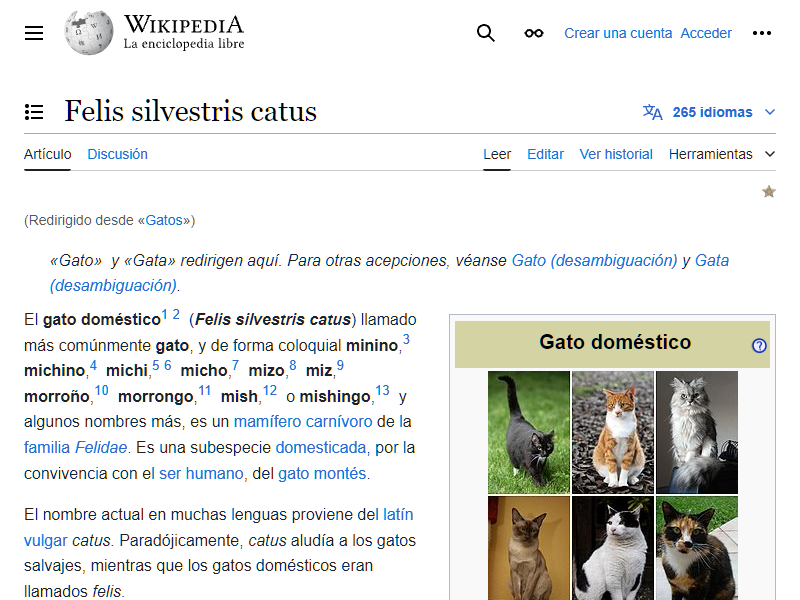 WIKIPEDIA
La enciclopedia libre
Crear una cuenta Acceder
Felis silvestris catus
265 idiomas
Artículo Discusión Leer Editar Ver historial Herramientas
(Redirigido desde «Gatos»)
«Gato» y «Gata» redirigen aquí. Para otras acepciones, véanse Gato (desambiguación) y Gata
(desambiguación).
El gato doméstico1 2 (Felis silvestris catus) llamado
más comúnmente gato, y de forma coloquial minino,3
michino,4 michi,5 6 micho,7 mizo,8 miz,9
morroño,10 morrongo,11 mish,12 o mishingo,13 y
algunos nombres más, es un mamífero carnívoro de la
familia Felidae. Es una subespecie domesticada, por la
convivencia con el ser humano, del gato montés.
El nombre actual en muchas lenguas proviene del latín
vulgar catus. Paradójicamente, catus aludía a los gatos
salvajes, mientras que los gatos domésticos eran
llamados felis.
Gato doméstico